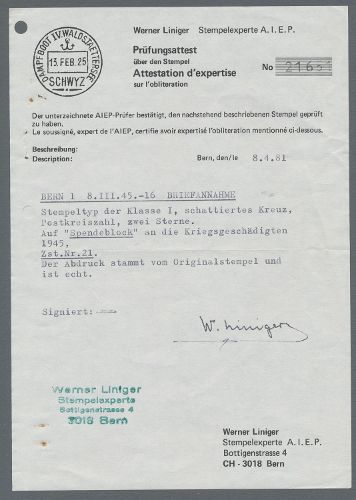 DAMPFBOOT IV. WALDSTAETTERSEE
13. FEB. 25
SCHWYZ
Werner Liniger Stempelexperte A.I.E.P.
Prüfungsattest
über den Stempel
Attestation d'expertise
sur l'obliteration
No 2165
Der unterzeichnete AIEP-Prüfer bestätigt, den nachstehend beschriebenen Stempel geprüft
zu haben.
Le sousigné, expert de l'AIEP, certifie avoir expertisé l'obliteration mentionné ci-dessous.
Beschreibung:
Description:
Bern, den/le 8.4.81
BERN 1 8.III.45.-16 BRIEFANNAHME
Stempeltyp der Klasse I, schattiertes Kreuz,
Postkreiszahl, zwei Sterne.
Auf "Spendeblock" an die Kriegsgeschädigten
1945,
Zst.Nr.21.
Der Abdruck stammt vom Originalstempel und
ist echt.
Signiert: ---
W. Liniger
Werner Liniger
Stempelexperte
Bottigenstrasse 4
3018 Bern
Werner Liniger
Stempelexperte A.I.E.P.
Bottigenstrasse 4
CH - 3018 Bern